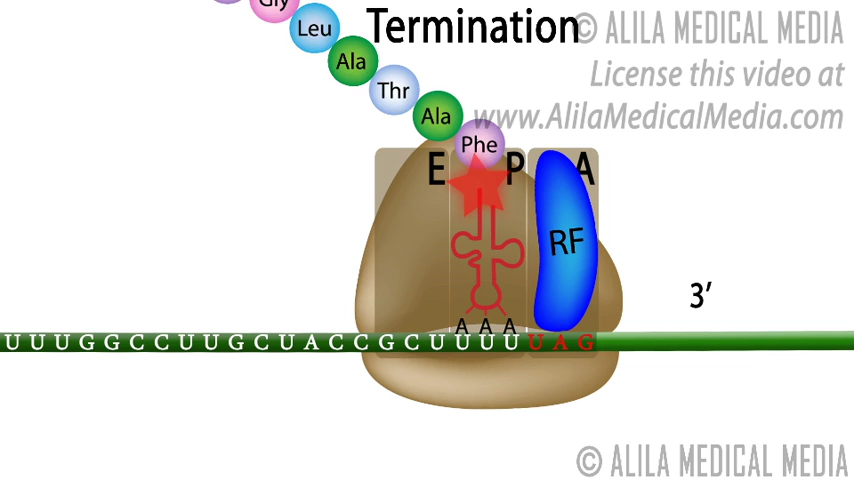 Gly
Termination
© ALILA MEDICAL MEDIA
Leu
Ala
License this video at
Thr
www.AlilaMedicalMedia.com
Ala
Phe
E P A
RF
3′
A A A
U U U G G C C U U G C U A C C G C U U U U U A G
© ALILA MEDICAL MEDIA